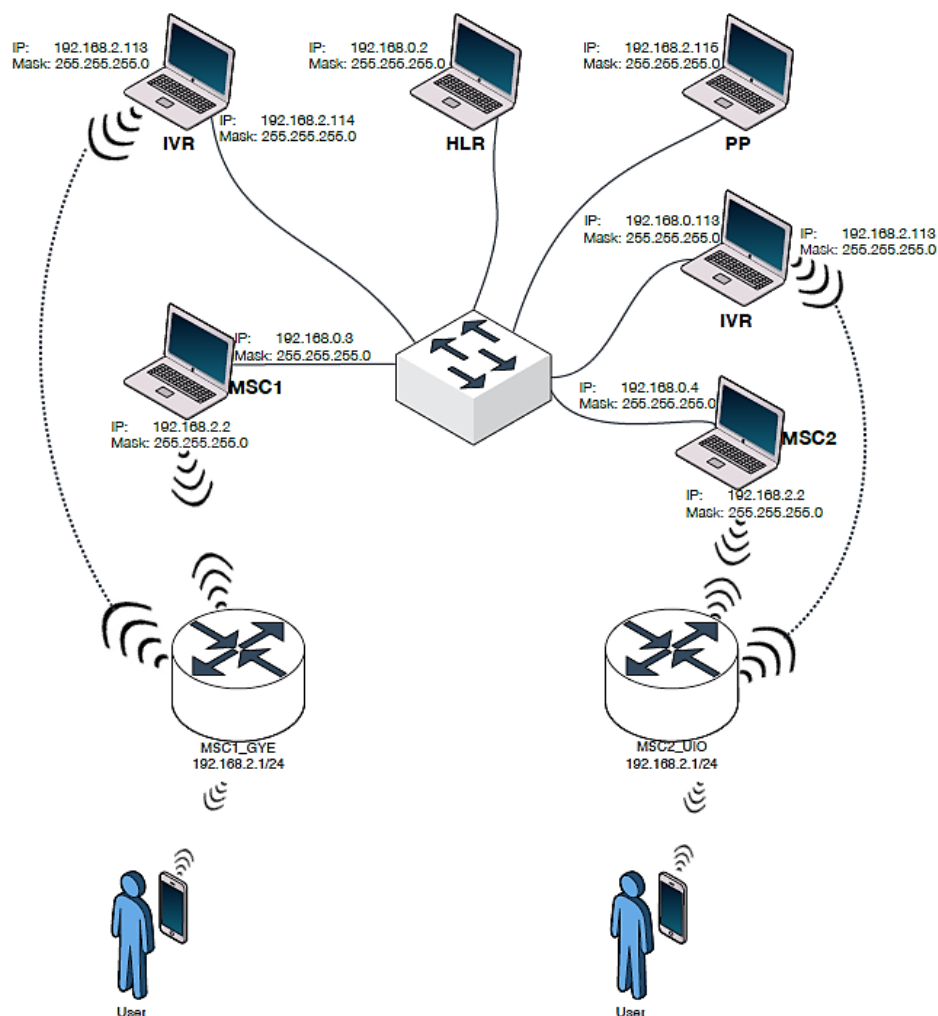 IP: 192.168.2.113
Mask: 255.255.255.0
IP: 192.168.0.2
Mask: 255.255.255.0
IP: 192.168.2.115
Mask: 255.255.255.0
IP: 192.168.2.114
Mask: 255.255.255.0
IVR
HLR
PP
IP: 192.168.0.113
Mask: 255.255.255.0
IP: 192.168.2.113
Mask: 255.255.255.0
IVR
IP: 192.168.0.3
Mask: 255.255.255.0
MSC1
IP: 192.168.2.2
Mask: 255.255.255.0
IP: 192.168.0.4
Mask: 255.255.255.0
MSC2
IP: 192.168.2.2
Mask: 255.255.255.0
MSC1_GYE
192.168.2.1/24
MSC2_UIO
192.168.2.1/24
User
User